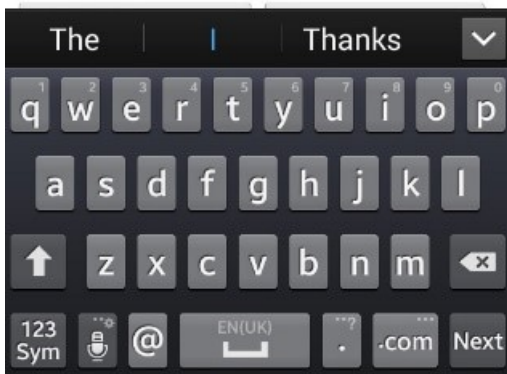 The I Thanks
1 2 3 4 5 6 7 8 9 0
q w e r t y u i o p
a s d f g h j k l
z x c v b n m
123 Sym @ EN(UK) . ...? .com ... Next